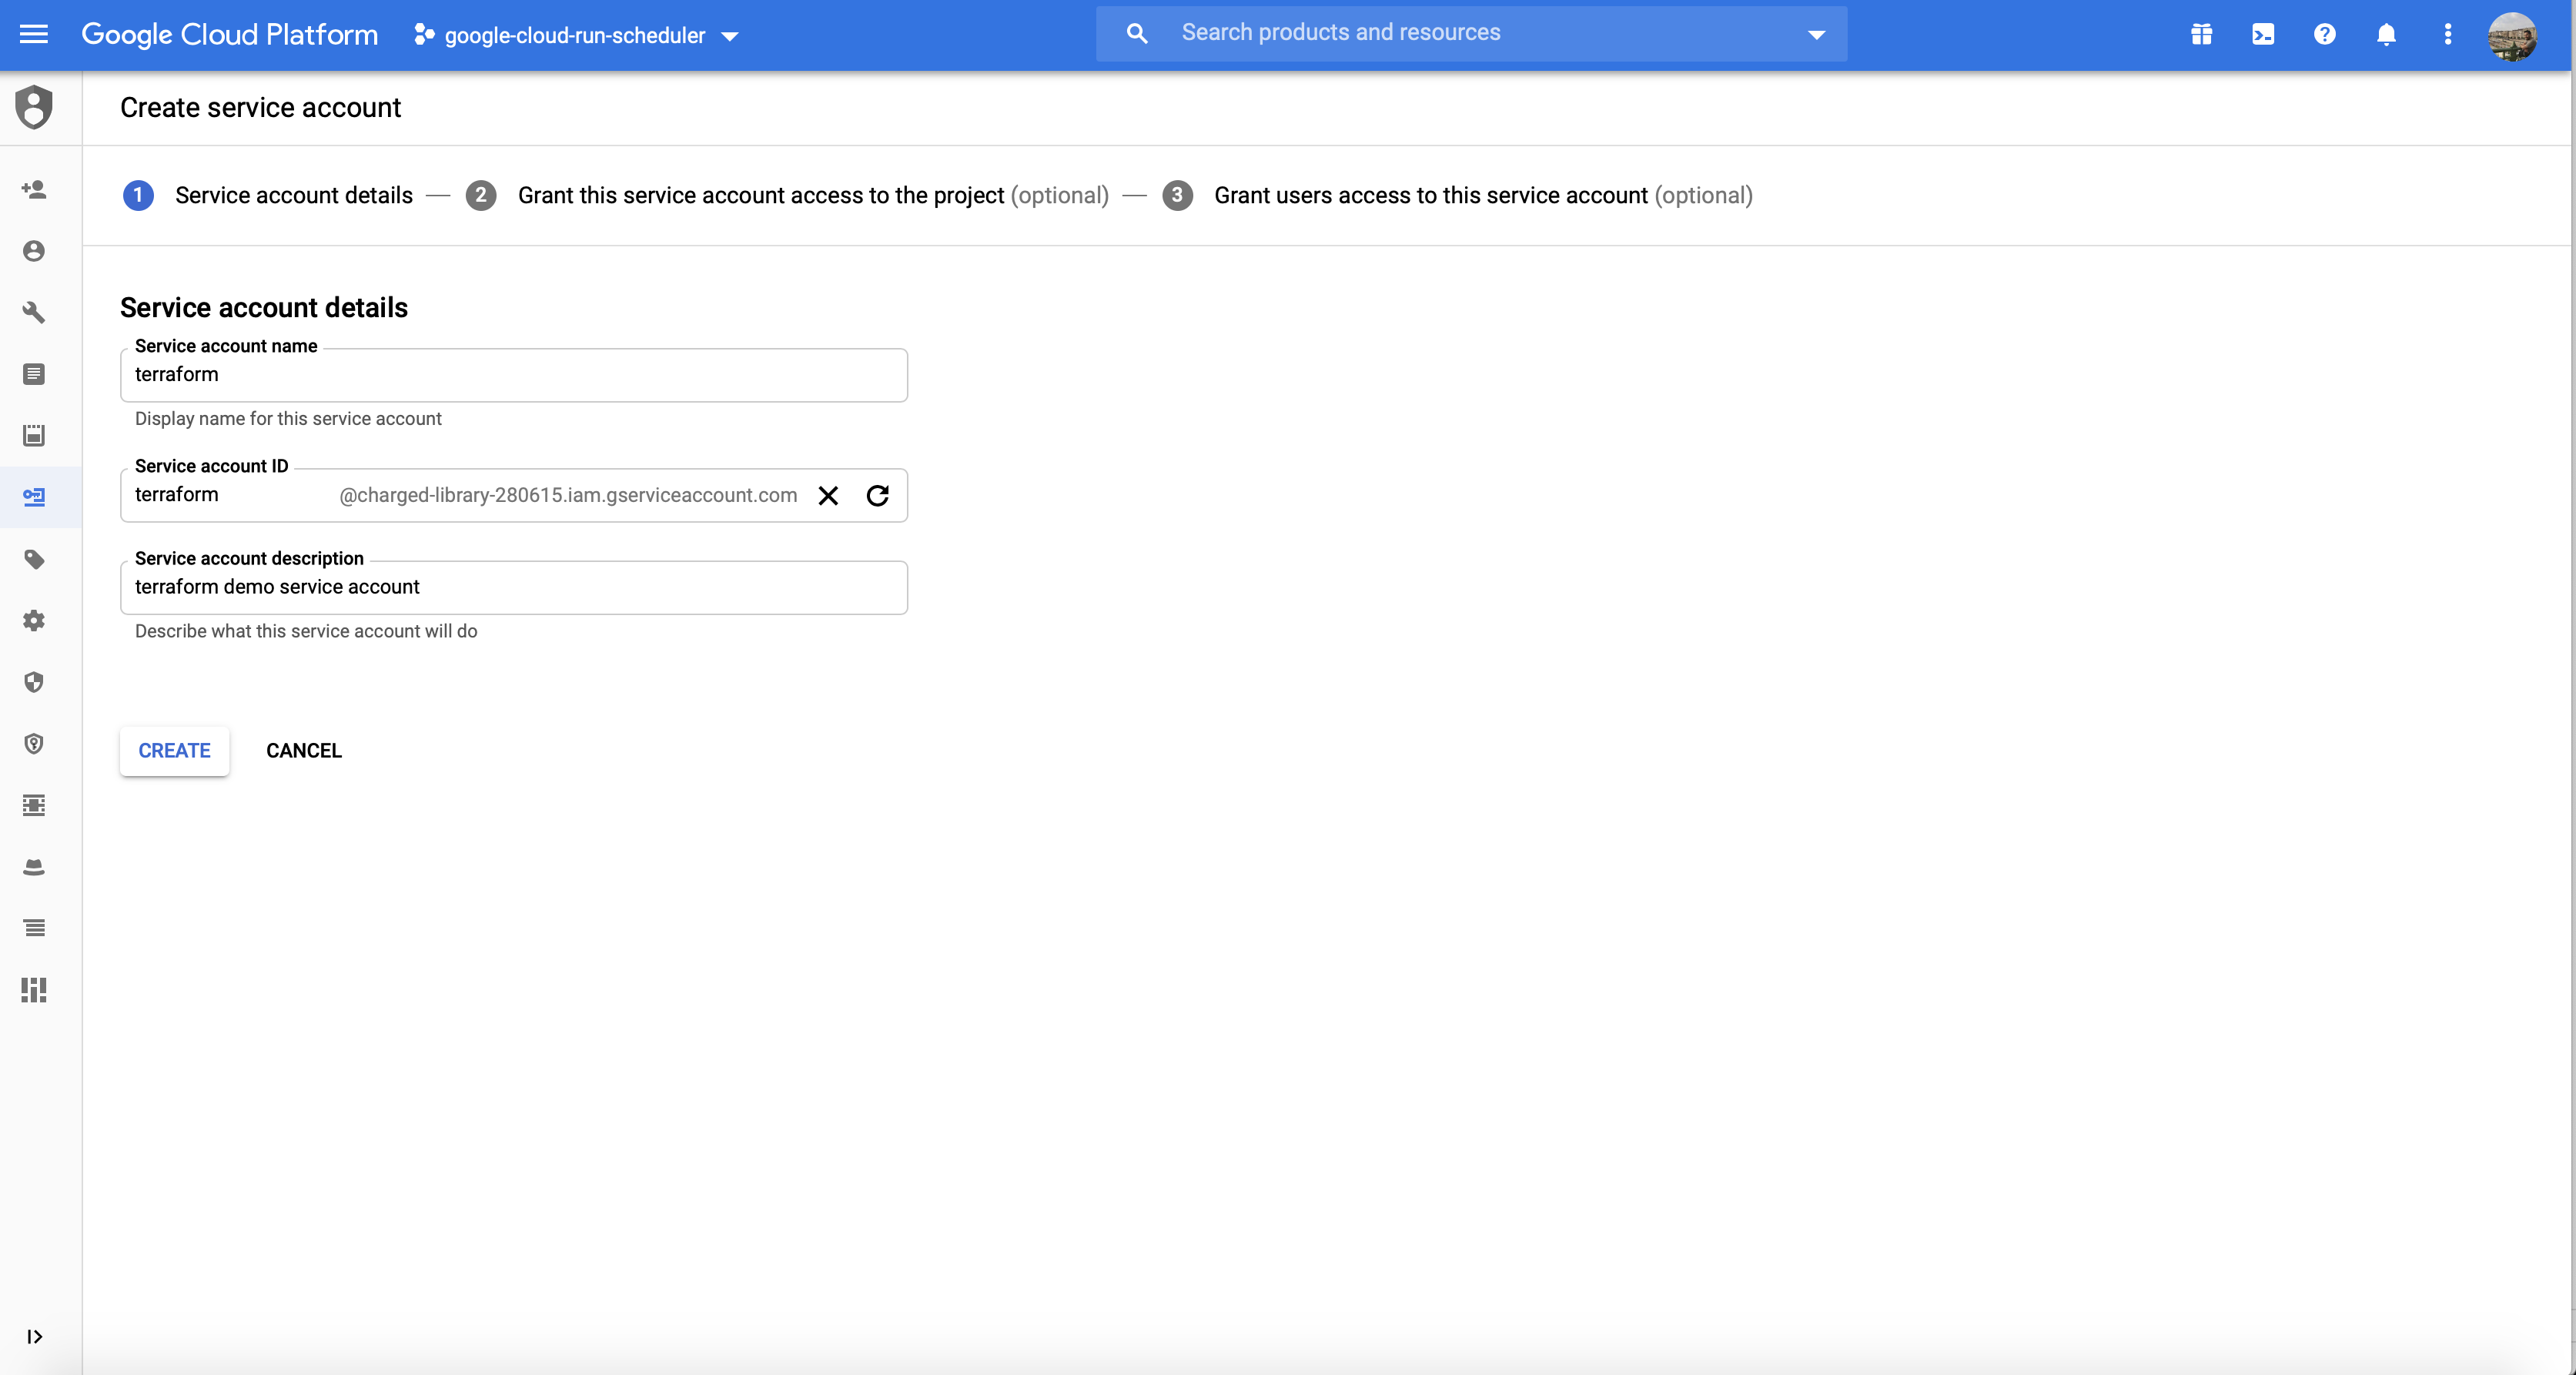 Google Cloud Platform
google-cloud-run-scheduler
Search products and resources
Create service account
1 Service account details — 2 Grant this service account access to the project (optional) — 3 Grant users access to this service account (optional)
Service account details
Service account name
terraform
Display name for this service account
Service account ID
terraform @charged-library-280615.iam.gserviceaccount.com
Service account description
terraform demo service account
Describe what this service account will do
CREATE CANCEL